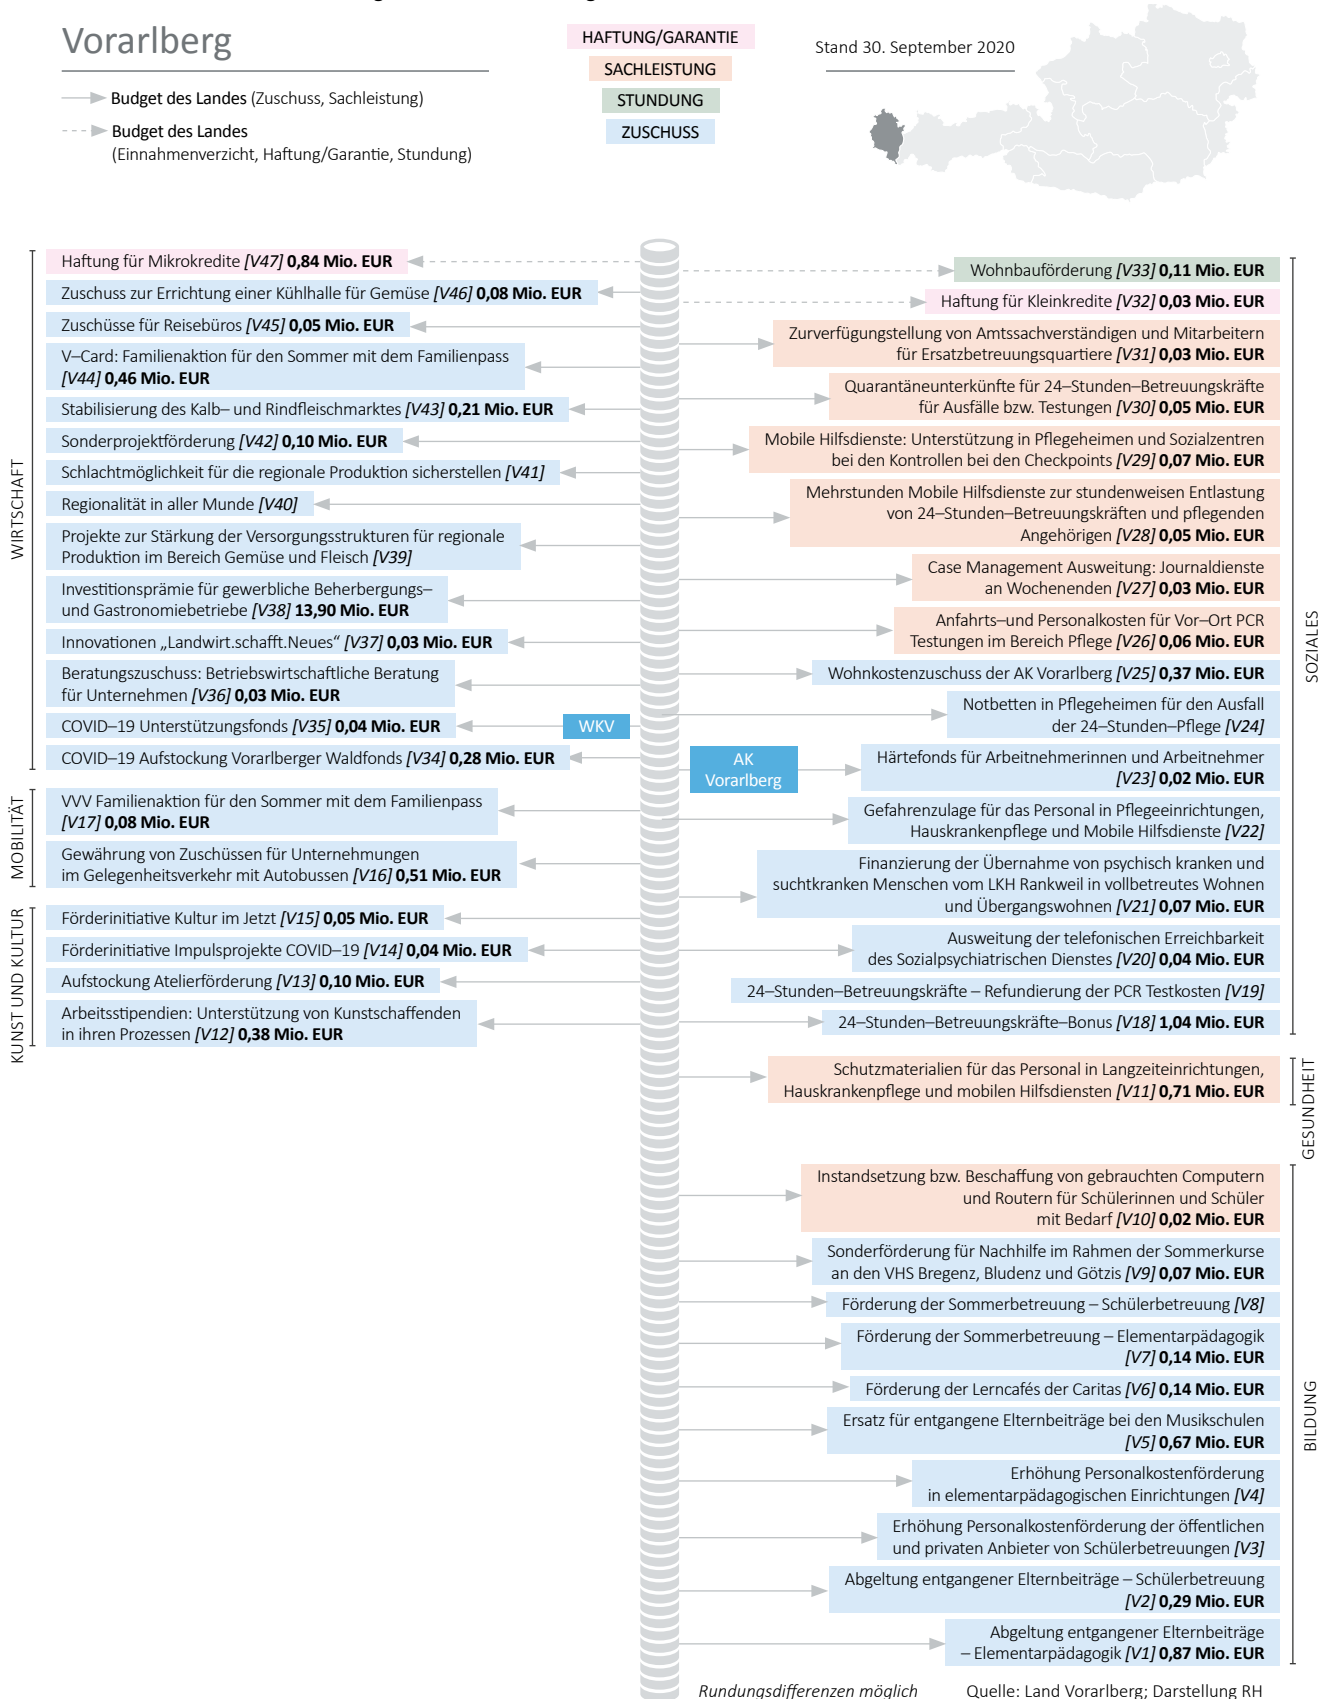 Vorarlberg
Budget des Landes (Zuschuss, Sachleistung)
Budget des Landes
(Einnahmenverzicht, Haftung/Garantie, Stundung)
HAFTUNG/GARANTIE
SACHLEISTUNG
STUNDUNG
ZUSCHUSS
Stand 30. September 2020
WIRTSCHAFT
Haftung für Mikrokredite [V47] 0,84 Mio. EUR
Zuschuss zur Errichtung einer Kühlhalle für Gemüse [V46] 0,08 Mio. EUR
Zuschüsse für Reisebüros [V45] 0,05 Mio. EUR
V–Card: Familienaktion für den Sommer mit dem Familienpass
[V44] 0,46 Mio. EUR
Stabilisierung des Kalb– und Rindfleischmarktes [V43] 0,21 Mio. EUR
Sonderprojektförderung [V42] 0,10 Mio. EUR
Schlachtmöglichkeit für die regionale Produktion sicherstellen [V41]
Regionalität in aller Munde [V40]
Projekte zur Stärkung der Versorgungsstrukturen für regionale
Produktion im Bereich Gemüse und Fleisch [V39]
Investitionsprämie für gewerbliche Beherbergungs–
und Gastronomiebetriebe [V38] 13,90 Mio. EUR
Innovationen „Landwirt.schafft.Neues“ [V37] 0,03 Mio. EUR
Beratungszuschuss: Betriebswirtschaftliche Beratung
für Unternehmen [V36] 0,03 Mio. EUR
COVID–19 Unterstützungsfonds [V35] 0,04 Mio. EUR
WKV
COVID–19 Aufstockung Vorarlberger Waldfonds [V34] 0,28 Mio. EUR
MOBILITÄT
VVV Familienaktion für den Sommer mit dem Familienpass
[V17] 0,08 Mio. EUR
Gewährung von Zuschüssen für Unternehmungen
im Gelegenheitsverkehr mit Autobussen [V16] 0,51 Mio. EUR
KUNST UND KULTUR
Förderinitiative Kultur im Jetzt [V15] 0,05 Mio. EUR
Förderinitiative Impulsprojekte COVID–19 [V14] 0,04 Mio. EUR
Aufstockung Atelierförderung [V13] 0,10 Mio. EUR
Arbeitsstipendien: Unterstützung von Kunstschaffenden
in ihren Prozessen [V12] 0,38 Mio. EUR
SOZIALES
Wohnbauförderung [V33] 0,11 Mio. EUR
Haftung für Kleinkredite [V32] 0,03 Mio. EUR
Zurverfügungstellung von Amtssachverständigen und Mitarbeitern
für Ersatzbetreuungsquartiere [V31] 0,03 Mio. EUR
Quarantäneunterkünfte für 24–Stunden–Betreuungskräfte
für Ausfälle bzw. Testungen [V30] 0,05 Mio. EUR
Mobile Hilfsdienste: Unterstützung in Pflegeheimen und Sozialzentren
bei den Kontrollen bei den Checkpoints [V29] 0,07 Mio. EUR
Mehrstunden Mobile Hilfsdienste zur stundenweisen Entlastung
von 24–Stunden–Betreuungskräften und pflegenden
Angehörigen [V28] 0,05 Mio. EUR
Case Management Ausweitung: Journaldienste
an Wochenenden [V27] 0,03 Mio. EUR
Anfahrts–und Personalkosten für Vor–Ort PCR
Testungen im Bereich Pflege [V26] 0,06 Mio. EUR
Wohnkostenzuschuss der AK Vorarlberg [V25] 0,37 Mio. EUR
Notbetten in Pflegeheimen für den Ausfall
der 24–Stunden–Pflege [V24]
AK
Vorarlberg
Härtefonds für Arbeitnehmerinnen und Arbeitnehmer
[V23] 0,02 Mio. EUR
Gefahrenzulage für das Personal in Pflegeeinrichtungen,
Hauskrankenpflege und Mobile Hilfsdienste [V22]
Finanzierung der Übernahme von psychisch kranken und
suchtkranken Menschen vom LKH Rankweil in vollbetreutes Wohnen
und Übergangswohnen [V21] 0,07 Mio. EUR
Ausweitung der telefonischen Erreichbarkeit
des Sozialpsychiatrischen Dienstes [V20] 0,04 Mio. EUR
24–Stunden–Betreuungskräfte – Refundierung der PCR Testkosten [V19]
24–Stunden–Betreuungskräfte–Bonus [V18] 1,04 Mio. EUR
GESUNDHEIT
Schutzmaterialien für das Personal in Langzeiteinrichtungen,
Hauskrankenpflege und mobilen Hilfsdiensten [V11] 0,71 Mio. EUR
BILDUNG
Instandsetzung bzw. Beschaffung von gebrauchten Computern
und Routern für Schülerinnen und Schüler
mit Bedarf [V10] 0,02 Mio. EUR
Sonderförderung für Nachhilfe im Rahmen der Sommerkurse
an den VHS Bregenz, Bludenz und Götzis [V9] 0,07 Mio. EUR
Förderung der Sommerbetreuung – Schülerbetreuung [V8]
Förderung der Sommerbetreuung – Elementarpädagogik
[V7] 0,14 Mio. EUR
Förderung der Lerncafés der Caritas [V6] 0,14 Mio. EUR
Ersatz für entgangene Elternbeiträge bei den Musikschulen
[V5] 0,67 Mio. EUR
Erhöhung Personalkostenförderung
in elementarpädagogischen Einrichtungen [V4]
Erhöhung Personalkostenförderung der öffentlichen
und privaten Anbieter von Schülerbetreuungen [V3]
Abgeltung entgangener Elternbeiträge – Schülerbetreuung
[V2] 0,29 Mio. EUR
Abgeltung entgangener Elternbeiträge
– Elementarpädagogik [V1] 0,87 Mio. EUR
Rundungsdifferenzen möglich
Quelle: Land Vorarlberg; Darstellung RH